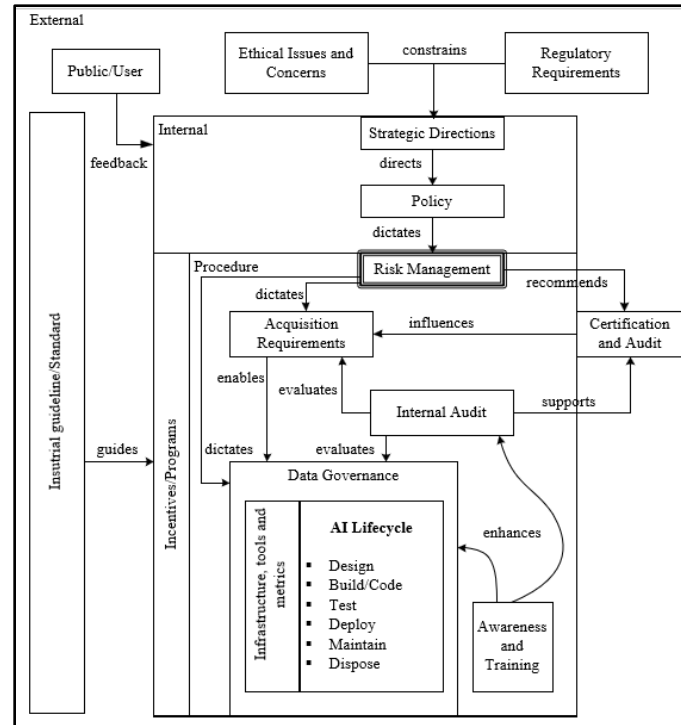 External
Public/User
Ethical Issues and
Concerns
constrains
Regulatory
Requirements
Internal
Strategic Directions
feedback
directs
Policy
dictates
Procedure
Risk Management
recommends
dictates
Acquisition
Requirements
influences
Certification
and Audit
enables
evaluates
Internal Audit
supports
Insutrial guideline/Standard
guides
Incentives/Programs
dictates
evaluates
Data Governance
Infrastructure, tools and
metrics
AI Lifecycle
▪ Design
▪ Build/Code
▪ Test
▪ Deploy
▪ Maintain
▪ Dispose
enhances
Awareness
and
Training